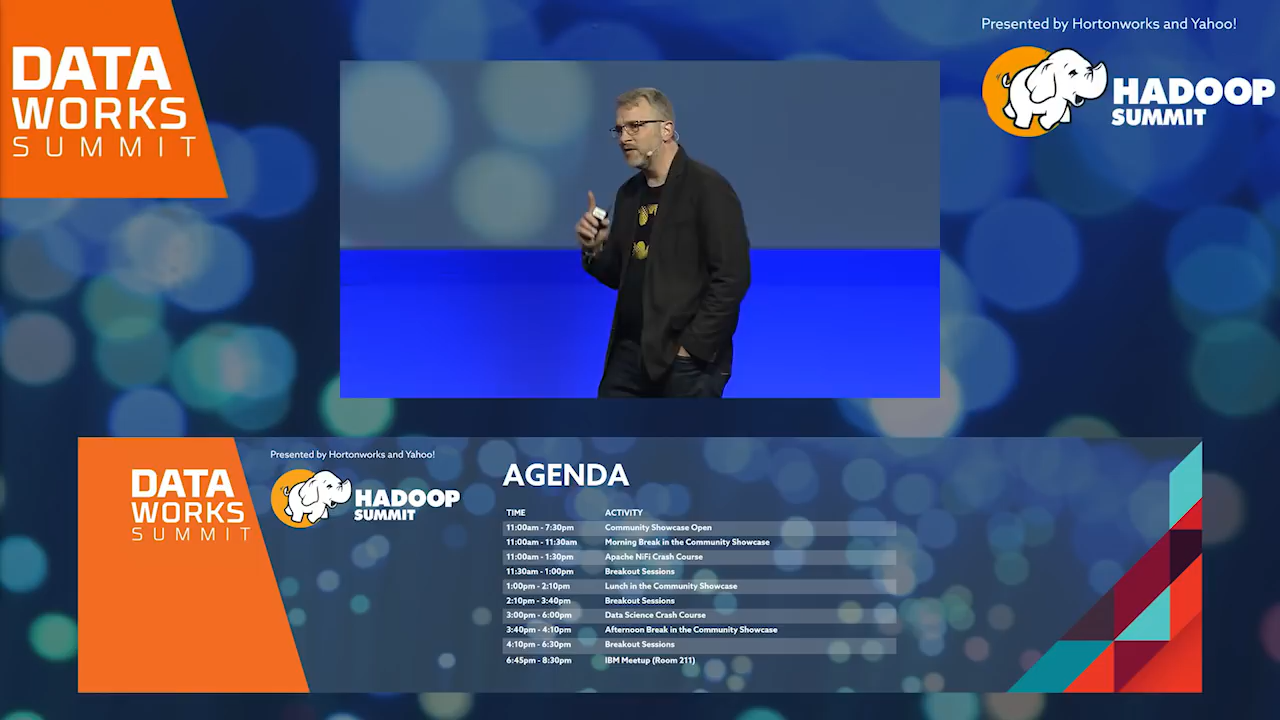 DATA
WORKS
SUMMIT
Presented by Hortonworks and Yahoo!
HADOOP
SUMMIT
DATA
WORKS
SUMMIT
Presented by Hortonworks and Yahoo!
HADOOP
SUMMIT
AGENDA
TIME ACTIVITY
11:00am - 7:30pm Community Showcase Open
11:00am - 11:30am Morning Break in the Community Showcase
11:00am - 1:30pm Apache NiFi Crash Course
11:30am - 1:00pm Breakout Sessions
1:00pm - 2:10pm Lunch in the Community Showcase
2:10pm - 3:40pm Breakout Sessions
3:00pm - 6:00pm Data Science Crash Course
3:40pm - 4:10pm Afternoon Break in the Community Showcase
4:10pm - 6:30pm Breakout Sessions
6:45pm - 8:30pm IBM Meetup (Room 211)